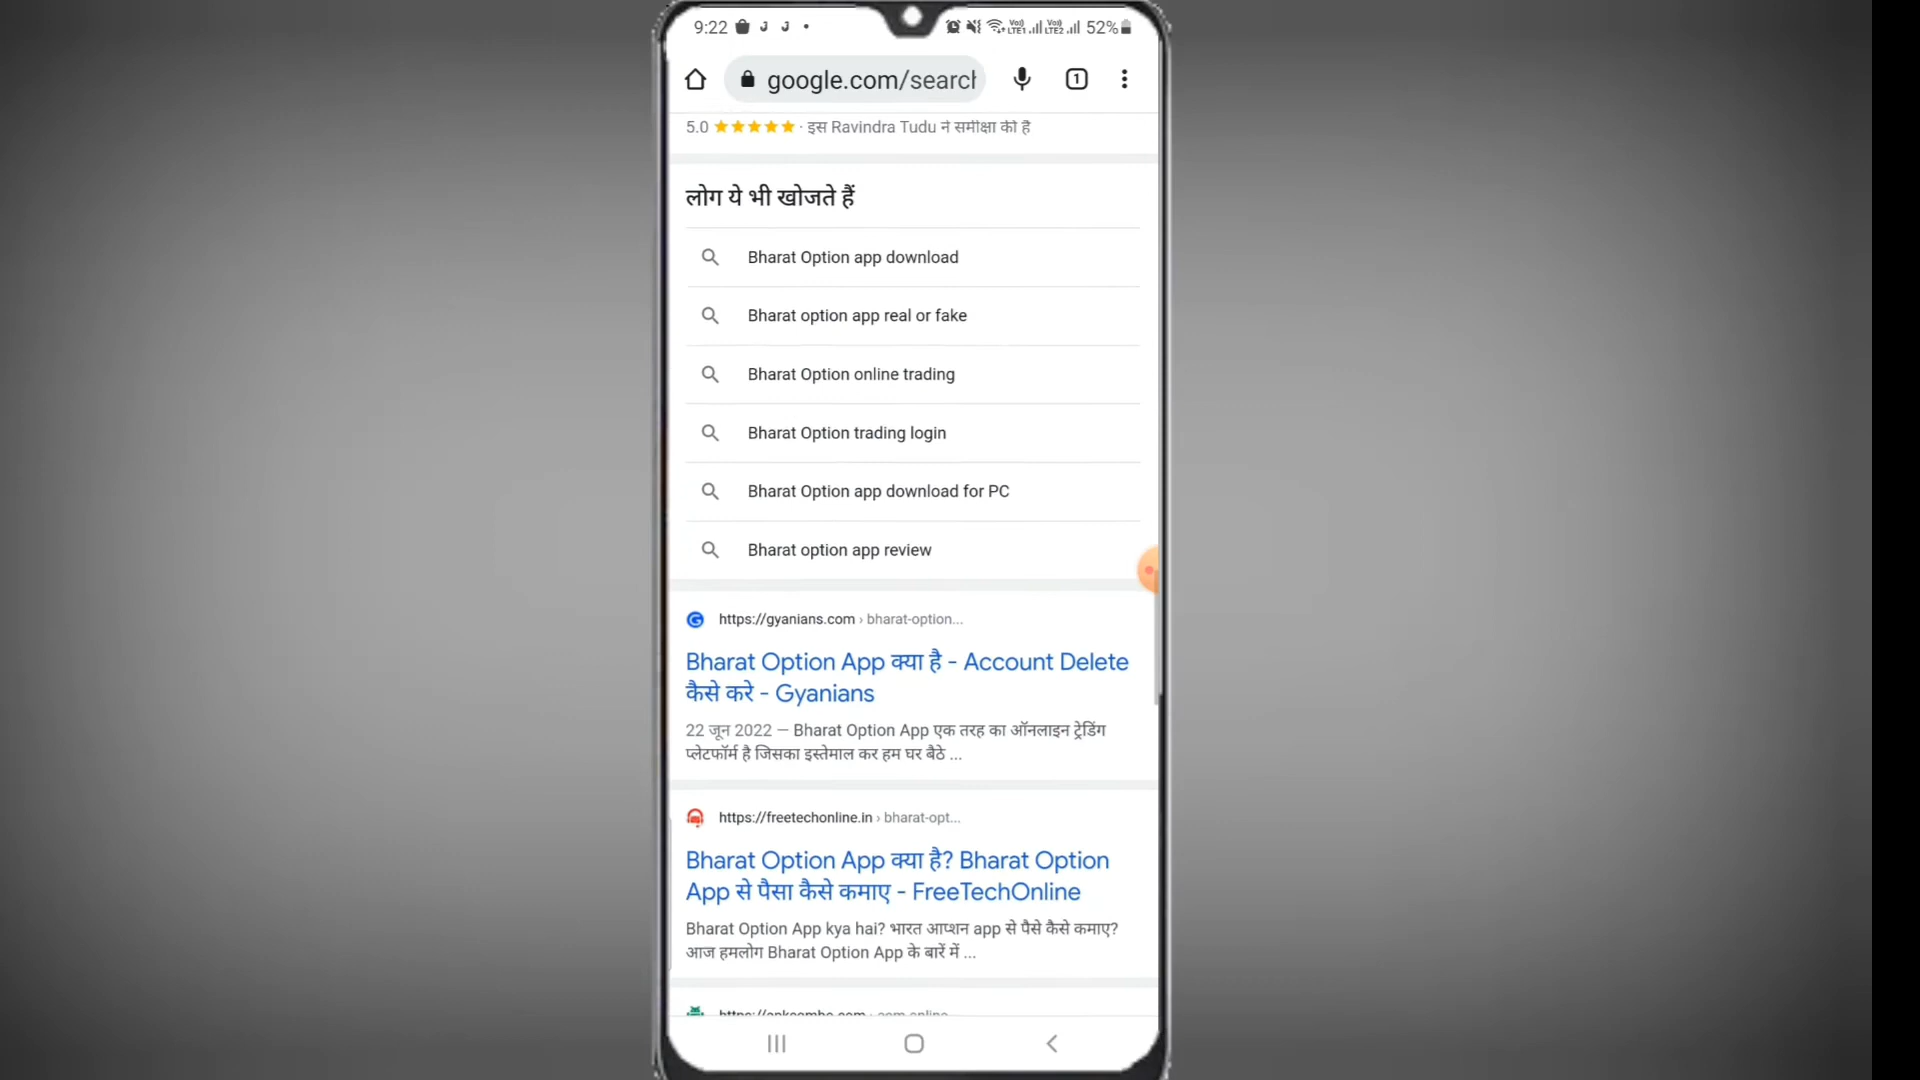 9:22 52%
google.com/search
1
5.0 · इस Ravindra Tudu ने समीक्षा की है
लोग ये भी खोजते हैं
Bharat Option app download
Bharat option app real or fake
Bharat Option online trading
Bharat Option trading login
Bharat Option app download for PC
Bharat option app review
https://gyanians.com › bharat-option...
Bharat Option App क्या है - Account Delete
कैसे करे - Gyanians
22 जून 2022 — Bharat Option App एक तरह का ऑनलाइन ट्रेडिंग
प्लेटफॉर्म है जिसका इस्तेमाल कर हम घर बैठे ...
https://freetechonline.in › bharat-opt...
Bharat Option App क्या है? Bharat Option
App से पैसा कैसे कमाए - FreeTechOnline
Bharat Option App kya hai? भारत आप्शन app से पैसे कैसे कमाए?
आज हमलोग Bharat Option App के बारें में ...